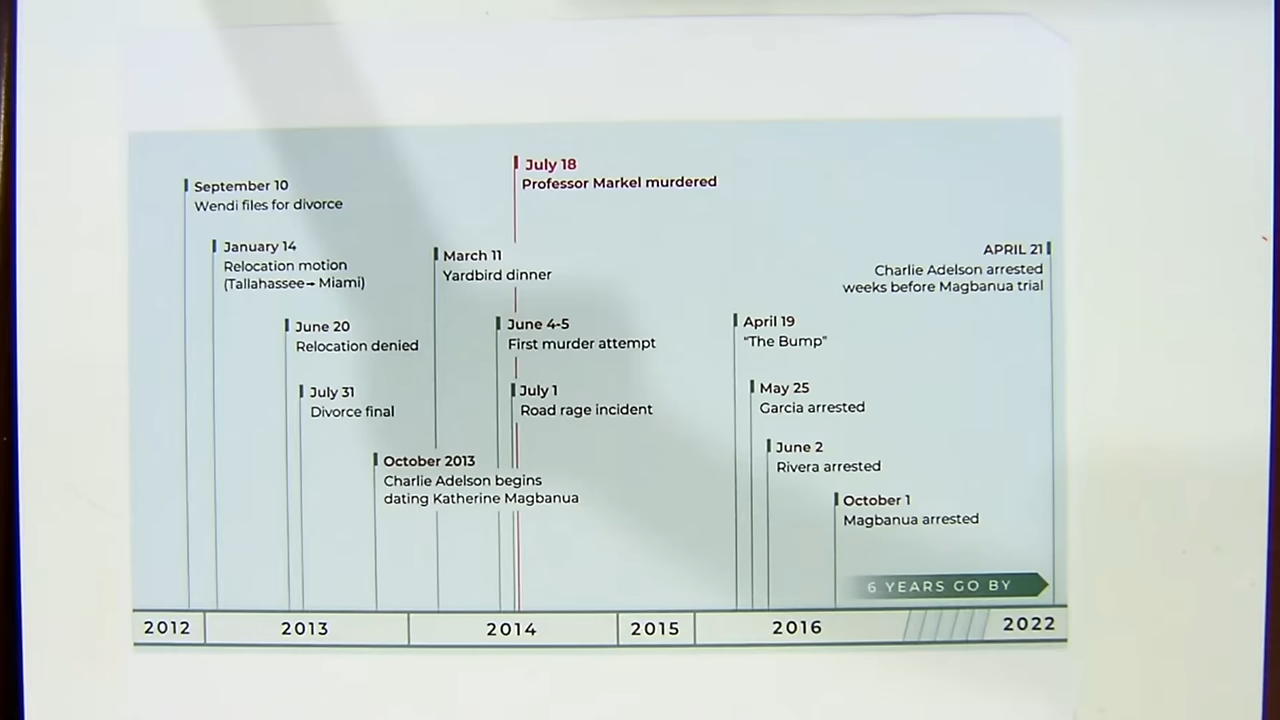 July 18
Professor Markel murdered
September 10
Wendi files for divorce
January 14
Relocation motion
(Tallahassee→ Miami)
March 11
Yardbird dinner
APRIL 21
Charlie Adelson arrested
weeks before Magbanua trial
June 20
Relocation denied
June 4-5
First murder attempt
April 19
"The Bump"
July 31
Divorce final
July 1
Road rage incident
May 25
Garcia arrested
June 2
Rivera arrested
October 2013
Charlie Adelson begins
dating Katherine Magbanua
October 1
Magbanua arrested
6 YEARS GO BY
2012 2013 2014 2015 2016 2022